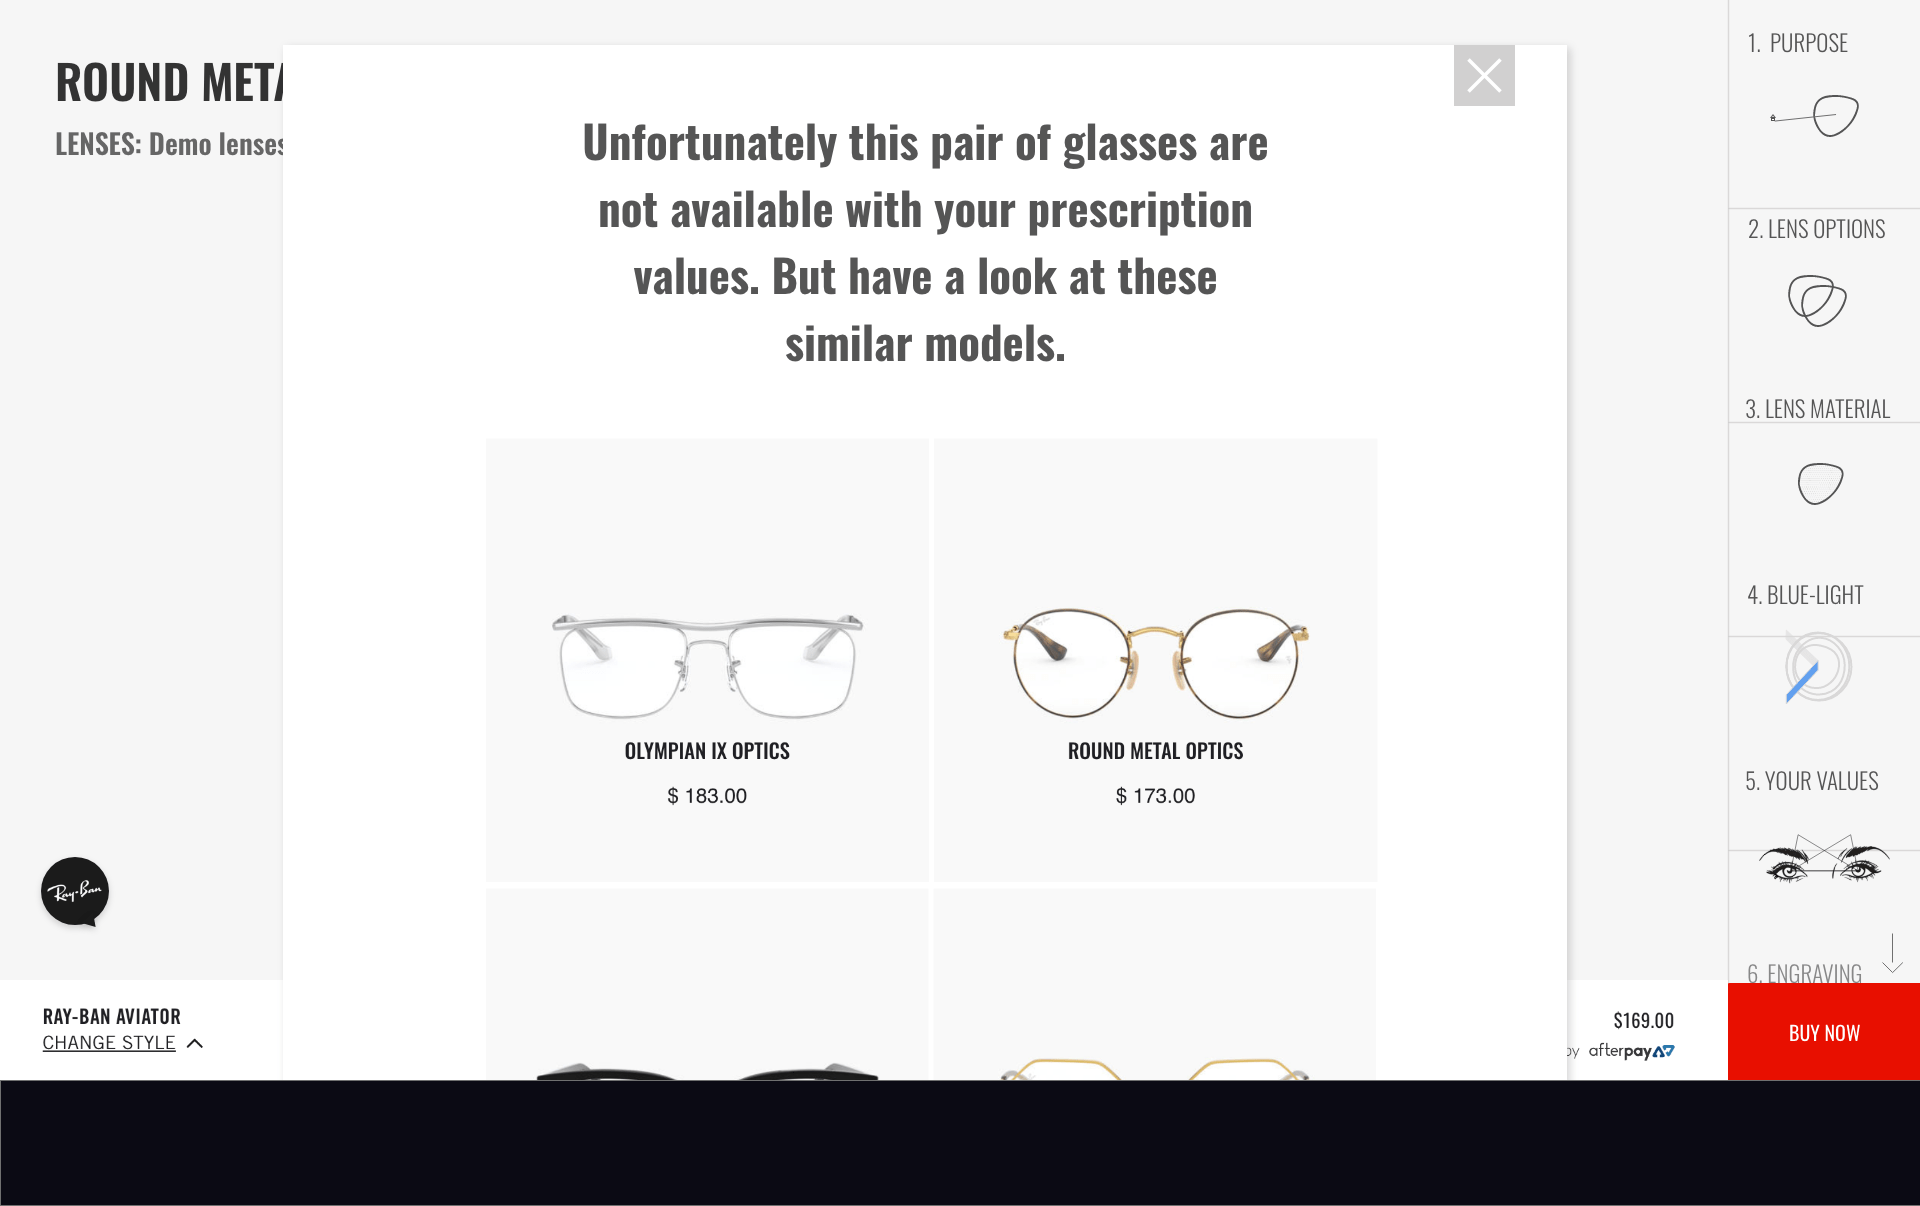 ROUND META
LENSES: Demo lenses
Unfortunately this pair of glasses are
not available with your prescription
values. But have a look at these
similar models.
OLYMPIAN IX OPTICS
$ 183.00
ROUND METAL OPTICS
$ 173.00
1. PURPOSE
2. LENS OPTIONS
3. LENS MATERIAL
4. BLUE-LIGHT
5. YOUR VALUES
6. ENGRAVING
Ray-Ban
RAY-BAN AVIATOR
CHANGE STYLE
$169.00
by afterpay
BUY NOW